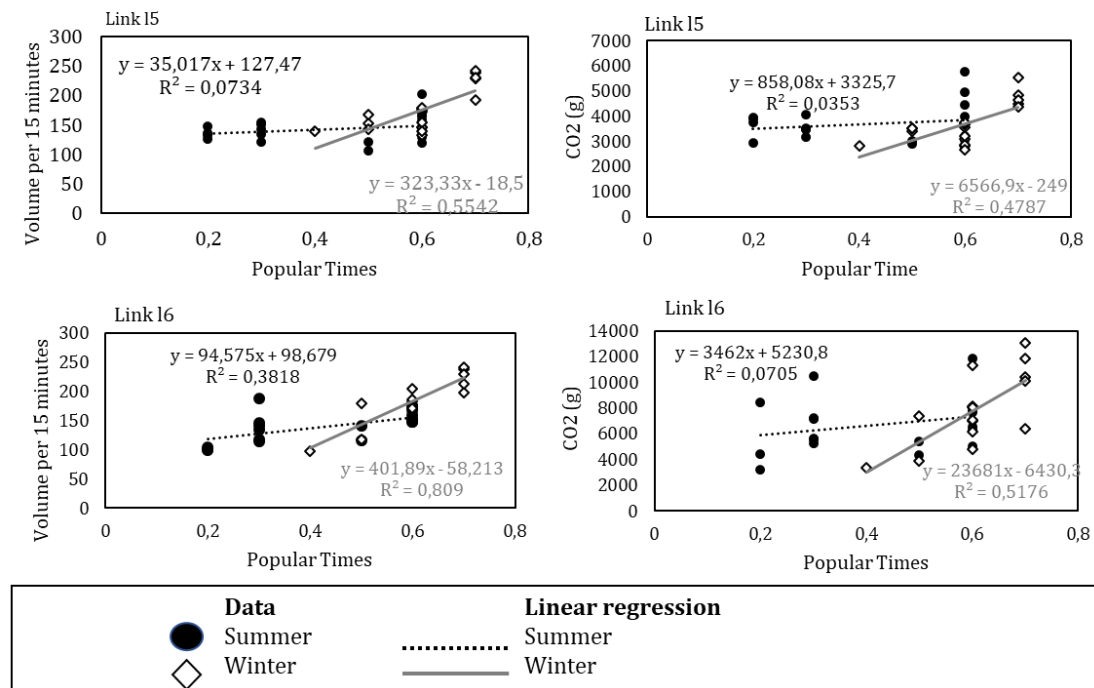 Link l5
300
250
200
150
100
50
0
Volume per 15 minutes
y = 35,017x + 127,47
R² = 0,0734
y = 323,33x - 18,5
R² = 0,5542
0 0,2 0,4 0,6 0,8
Popular Times
Link l5
7000
6000
5000
4000
3000
2000
1000
0
CO2 (g)
y = 858,08x + 3325,7
R² = 0,0353
y = 6566,9x - 249
R² = 0,4787
0 0,2 0,4 0,6 0,8
Popular Time
Link l6
300
250
200
150
100
50
0
Volume per 15 minutes
y = 94,575x + 98,679
R² = 0,3818
y = 401,89x - 58,213
R² = 0,809
0 0,2 0,4 0,6 0,8
Popular Times
Link l6
14000
12000
10000
8000
6000
4000
2000
0
CO2 (g)
y = 3462x + 5230,8
R² = 0,0705
y = 23681x - 6430,3
R² = 0,5176
0 0,2 0,4 0,6 0,8
Popular Times
Data Linear regression
Summer Summer
Winter Winter